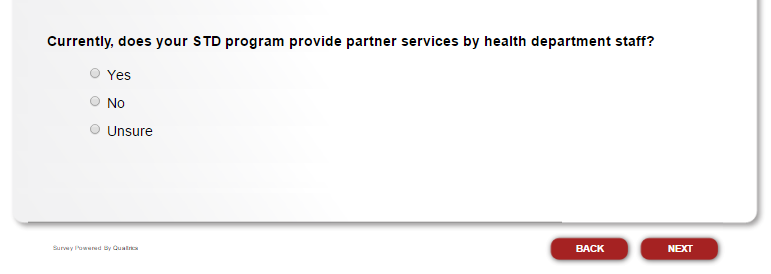 Currently, does your STD program provide partner services by health department staff?
Yes
No
Unsure
Survey Powered By Qualtrics
BACK
NEXT